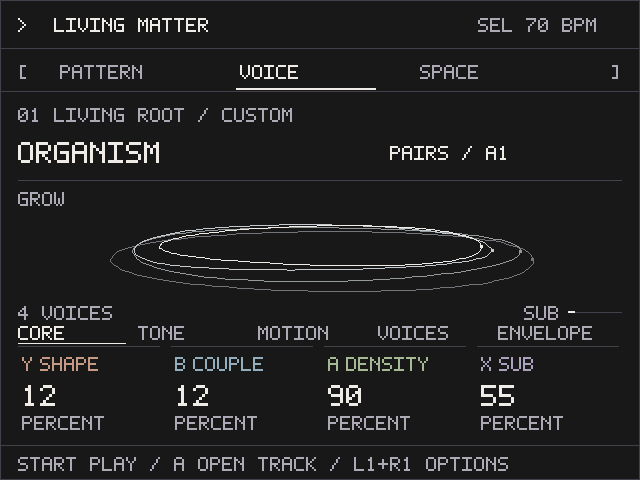 > LIVING MATTER SEL 70 BPM
[ PATTERN VOICE SPACE ]
01 LIVING ROOT / CUSTOM
ORGANISM PAIRS / A1
GROW
4 VOICES SUB
CORE TONE MOTION VOICES ENVELOPE
Y SHAPE B COUPLE A DENSITY X SUB
12 12 90 55
PERCENT PERCENT PERCENT PERCENT
START PLAY / A OPEN TRACK / L1+R1 OPTIONS